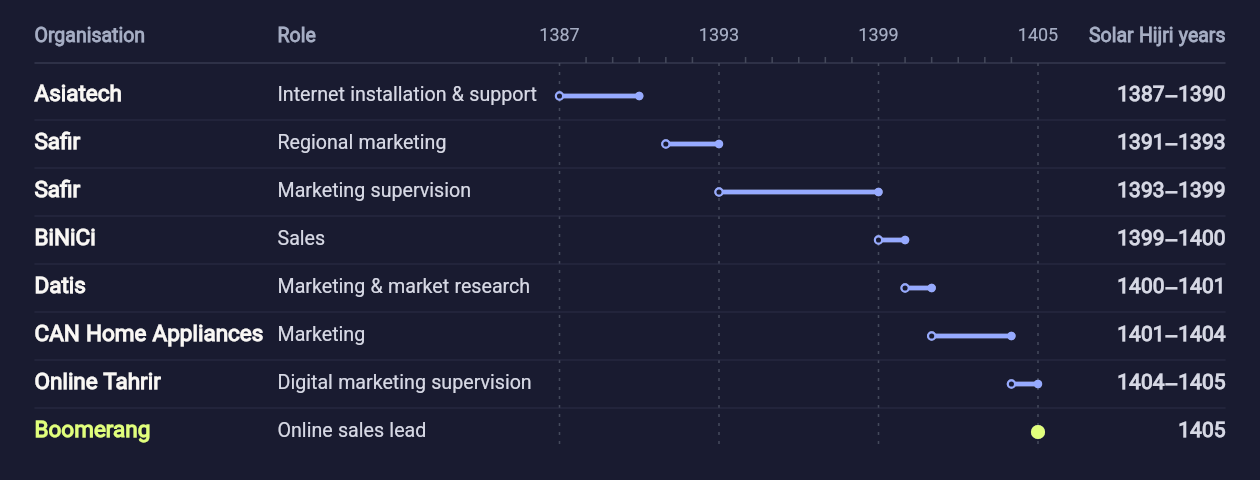 Organisation Role 1387 1393 1399 1405 Solar Hijri years
Asiatech Internet installation & support 1387–1390
Safir Regional marketing 1391–1393
Safir Marketing supervision 1393–1399
BiNiCi Sales 1399–1400
Datis Marketing & market research 1400–1401
CAN Home Appliances Marketing 1401–1404
Online Tahrir Digital marketing supervision 1404–1405
Boomerang Online sales lead 1405